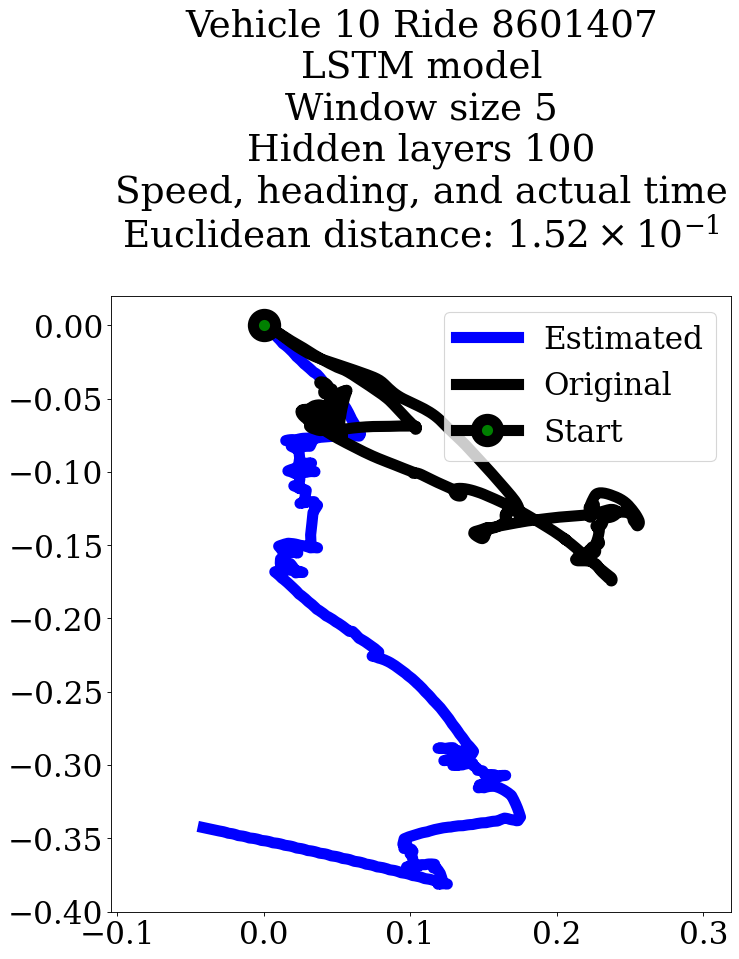 Vehicle 10 Ride 8601407
LSTM model
Window size 5
Hidden layers 100
Speed, heading, and actual time
Euclidean distance: 1.52 × 10⁻¹
Estimated
Original
Start
0.00
−0.05
−0.10
−0.15
−0.20
−0.25
−0.30
−0.35
−0.40
−0.1 0.0 0.1 0.2 0.3